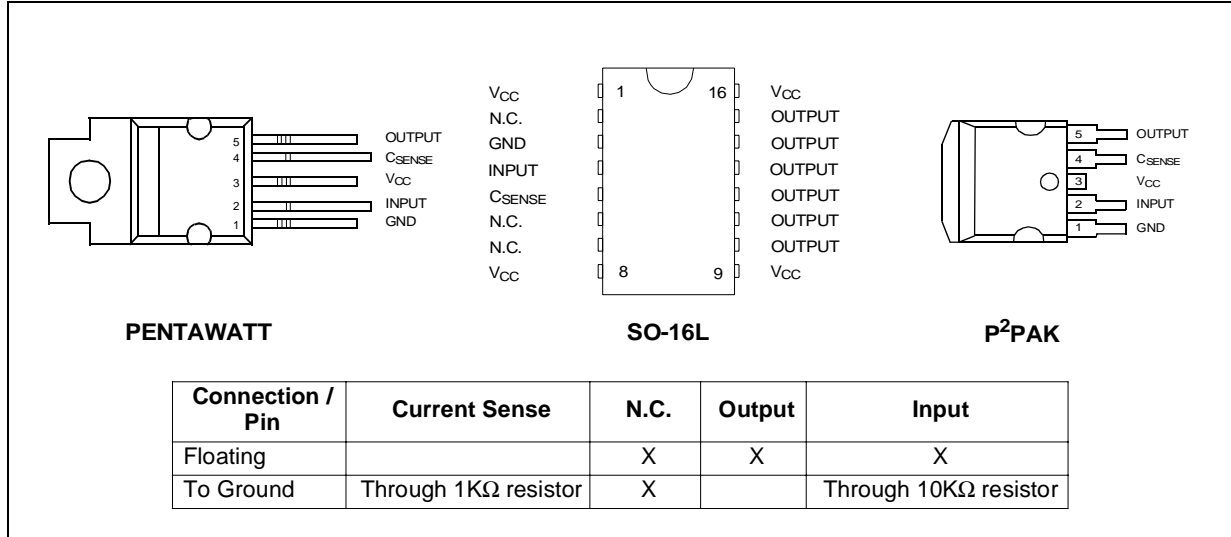 OUTPUT
CSENSE
VCC
INPUT
GND
5
4
3
2
1
PENTAWATT
VCC
N.C.
GND
INPUT
CSENSE
N.C.
N.C.
VCC
1 16
8 9
VCC
OUTPUT
OUTPUT
OUTPUT
OUTPUT
OUTPUT
OUTPUT
VCC
SO-16L
5
4
3
2
1
OUTPUT
CSENSE
VCC
INPUT
GND
P2PAK
Connection / Pin Current Sense N.C. Output Input
Floating X X X
To Ground Through 1KΩ resistor X Through 10KΩ resistor